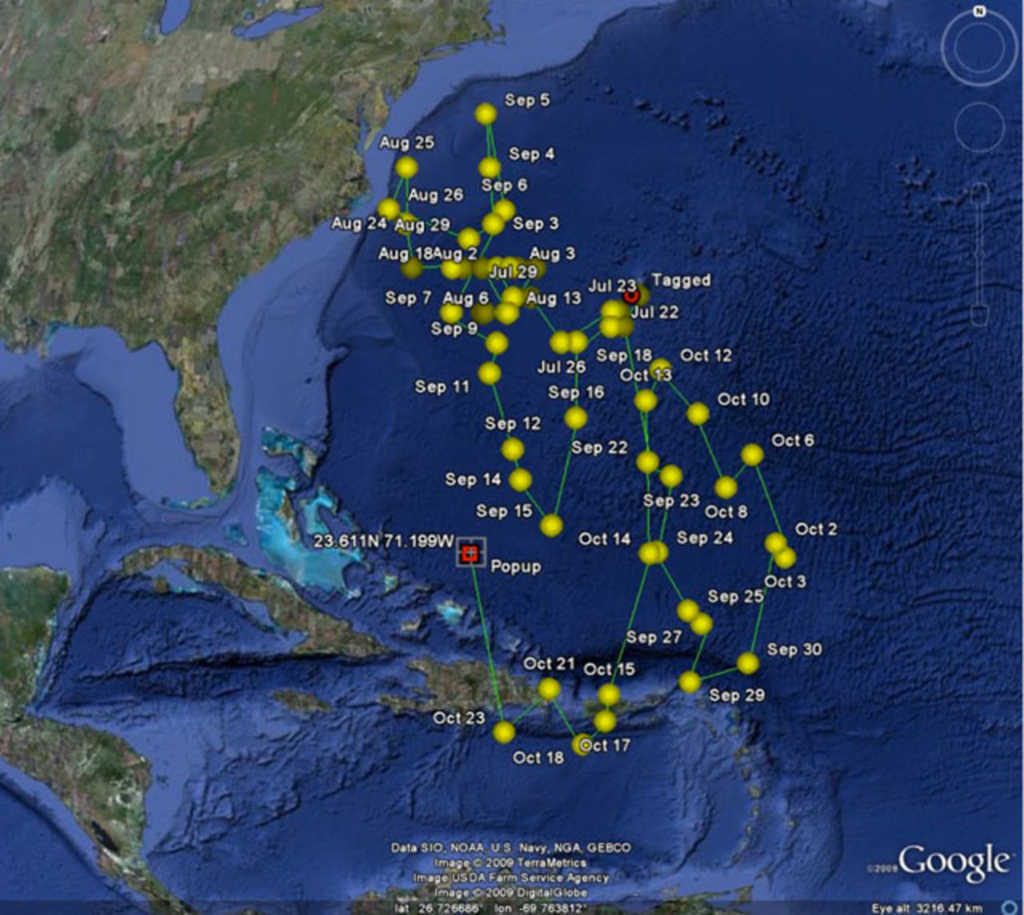 N
Sep 5
Aug 25
Sep 4
Sep 6
Aug 26
Aug 24 Aug 29
Sep 3
Aug 18 Aug 2
Aug 3
Jul 29
Jul 23
Tagged
Sep 7
Aug 6
Aug 13
Jul 22
Sep 9
Sep 18
Oct 12
Jul 26
Oct 13
Sep 11
Sep 16
Oct 10
Sep 12
Sep 22
Oct 6
Sep 14
Sep 23
Sep 15
Oct 8
Oct 2
23.611N 71.199W
Oct 14
Sep 24
Popup
Oct 3
Sep 25
Sep 27
Sep 30
Oct 21
Oct 15
Sep 29
Oct 23
Oct 17
Oct 18
Data SIO, NOAA, U.S. Navy, NGA, GEBCO
Image © 2009 TerraMetrics
Image USDA Farm Service Agency
Image © 2009 DigitalGlobe
©2009 Google
lat 26.726686° lon -69.763812°
Eye alt 3216.47 km